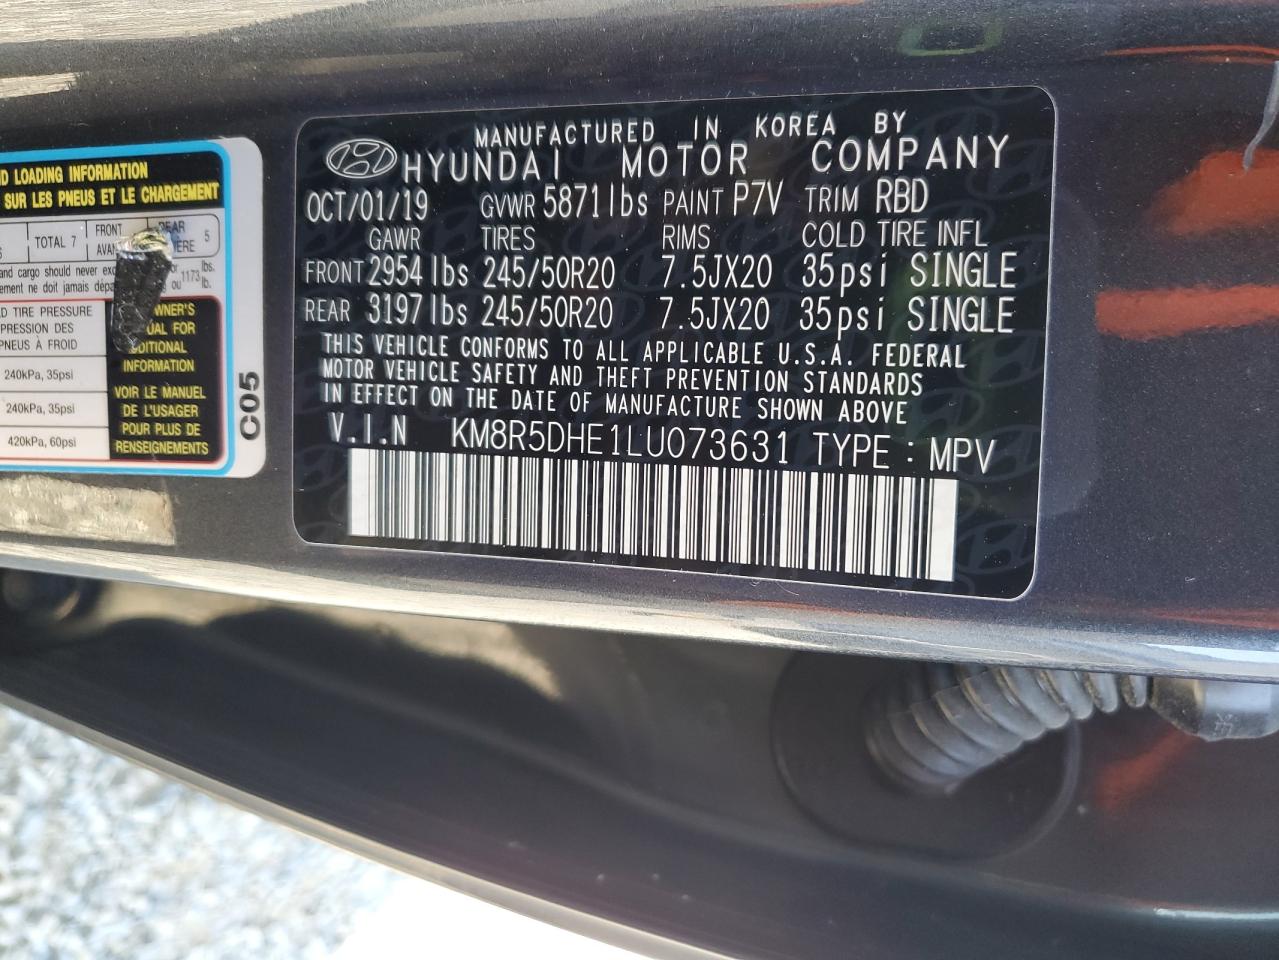 MANUFACTURED IN KOREA BY
HYUNDAI MOTOR COMPANY
OCT/01/19 GVWR 5871lbs PAINT P7V TRIM RBD
GAWR TIRES RIMS COLD TIRE INFL
FRONT 2954lbs 245/50R20 7.5JX20 35psi SINGLE
REAR 3197lbs 245/50R20 7.5JX20 35psi SINGLE
THIS VEHICLE CONFORMS TO ALL APPLICABLE U.S.A. FEDERAL
MOTOR VEHICLE SAFETY AND THEFT PREVENTION STANDARDS
IN EFFECT ON THE DATE OF MANUFACTURE SHOWN ABOVE
V.I.N KM8R5DHE1LU073631 TYPE : MPV
LOADING INFORMATION
SUR LES PNEUS ET LE CHARGEMENT
TOTAL 7 FRONT REAR 5
and cargo should never lbs.
ne doit jamais ou 1173 lb.
TIRE PRESSURE
DES
PNEUS À FROID
240kPa, 35psi
240kPa, 35psi
420kPa, 60psi
FOR
INFORMATION
VOIR LE MANUEL
DE L'USAGER
POUR PLUS DE
RENSEIGNEMENTS
C05